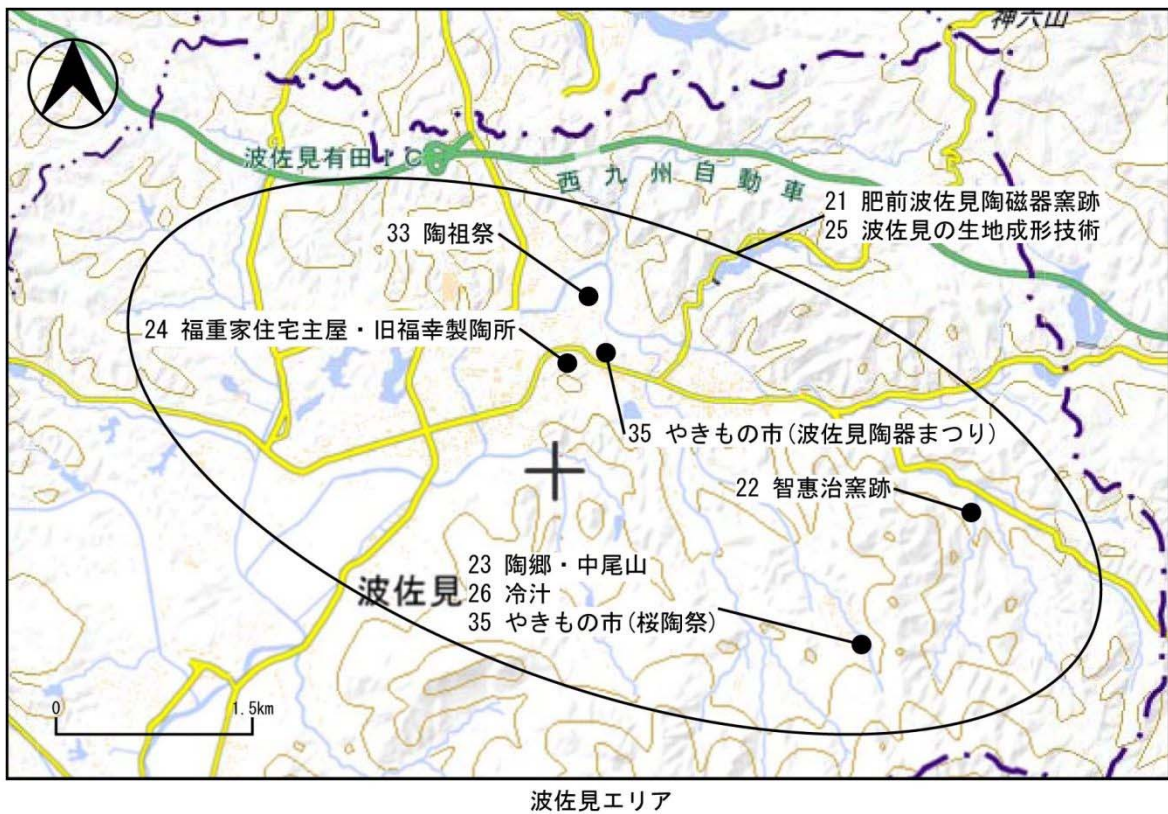 神六山
波佐見有田IC
西九州自動車
21 肥前波佐見陶磁器窯跡
25 波佐見の生地成形技術
33 陶祖祭
24 福重家住宅主屋・旧福幸製陶所
35 やきもの市(波佐見陶器まつり)
22 智惠治窯跡
23 陶郷・中尾山
26 冷汁
35 やきもの市(桜陶祭)
波佐見
0 1.5km
波佐見エリア